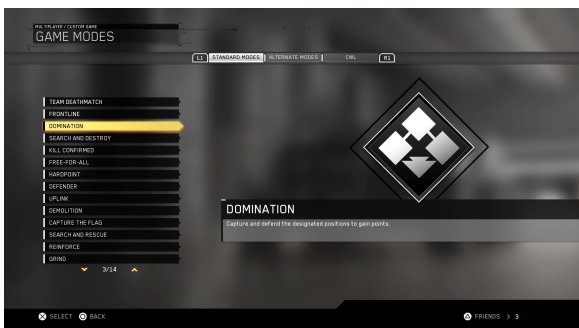 MULTIPLAYER / CUSTOM GAME
GAME MODES
L1 STANDARD MODES ALTERNATE MODES CWL R1
TEAM DEATHMATCH
FRONTLINE
DOMINATION
SEARCH AND DESTROY
KILL CONFIRMED
FREE-FOR-ALL
HARDPOINT
DEFENDER
UPLINK
DEMOLITION
CAPTURE THE FLAG
SEARCH AND RESCUE
REINFORCE
GRIND
3/14
DOMINATION
Capture and defend the designated positions to gain points.
SELECT BACK
FRIENDS > 3